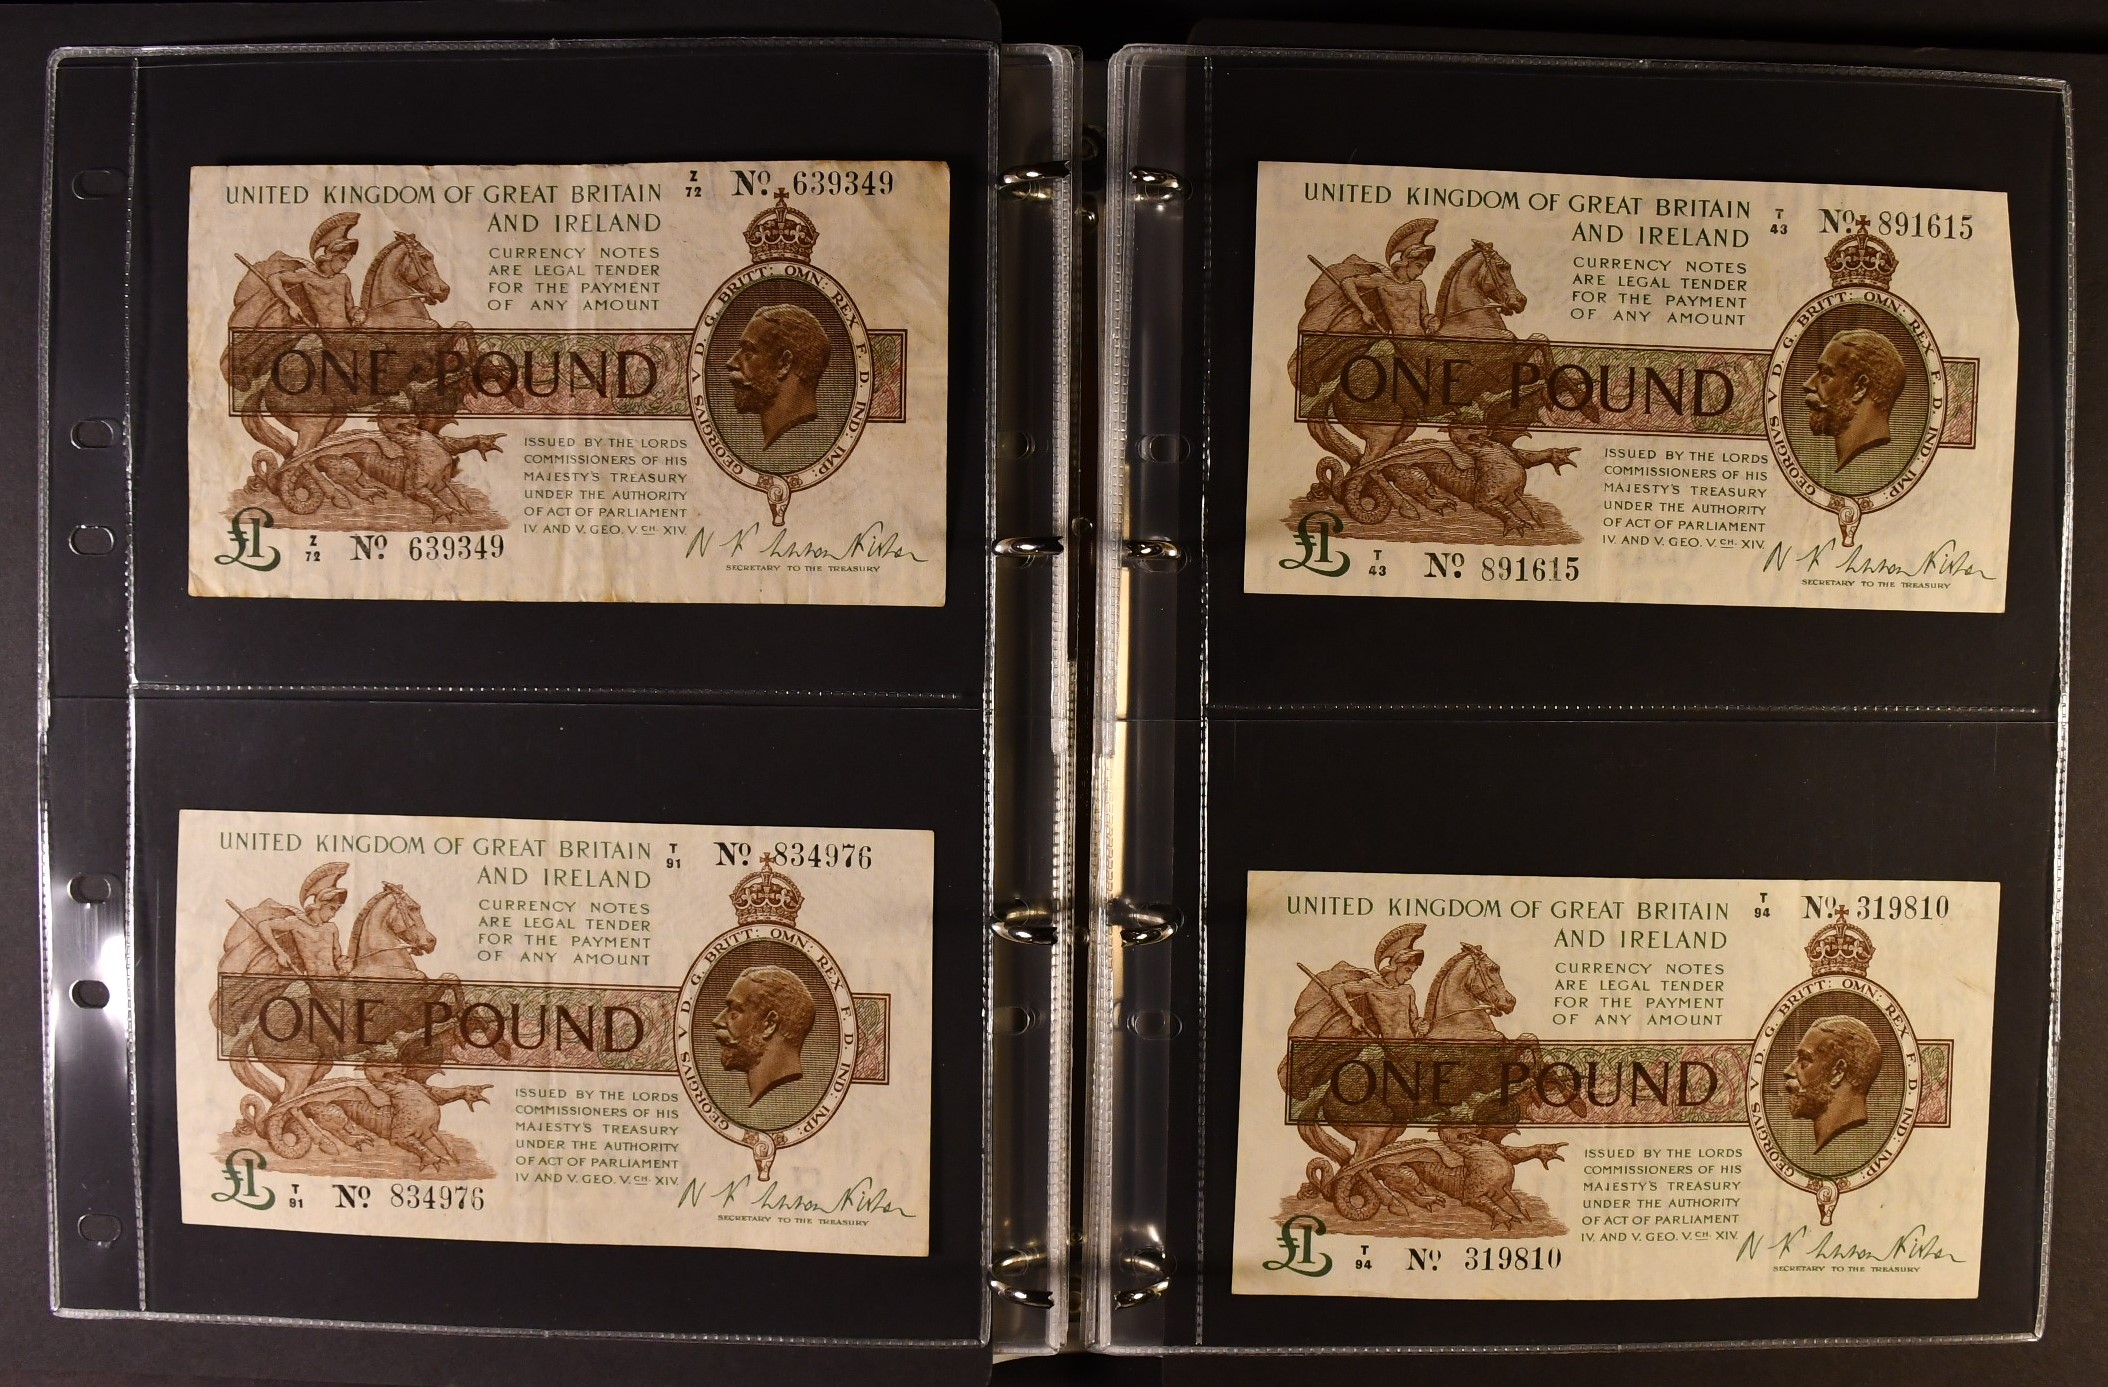 UNITED KINGDOM OF GREAT BRITAIN
AND IRELAND
Z
72
Nº 639349
CURRENCY NOTES
ARE LEGAL TENDER
FOR THE PAYMENT
OF ANY AMOUNT
GEORGIVS V D. G. BRITT: OMN: REX F. D. IND: IMP:
ONE POUND
ISSUED BY THE LORDS
COMMISSIONERS OF HIS
MAJESTY'S TREASURY
UNDER THE AUTHORITY
OF ACT OF PARLIAMENT
IV. AND V. GEO. V. CH. XIV.
£1
Z
72
Nº 639349
SECRETARY TO THE TREASURY
UNITED KINGDOM OF GREAT BRITAIN
AND IRELAND
T
91
Nº 834976
CURRENCY NOTES
ARE LEGAL TENDER
FOR THE PAYMENT
OF ANY AMOUNT
GEORGIVS V D. G. BRITT: OMN: REX F. D. IND: IMP:
ONE POUND
ISSUED BY THE LORDS
COMMISSIONERS OF HIS
MAJESTY'S TREASURY
UNDER THE AUTHORITY
OF ACT OF PARLIAMENT
IV. AND V. GEO. V. CH. XIV.
£1
T
91
Nº 834976
SECRETARY TO THE TREASURY
UNITED KINGDOM OF GREAT BRITAIN
AND IRELAND
T
43
Nº 891615
CURRENCY NOTES
ARE LEGAL TENDER
FOR THE PAYMENT
OF ANY AMOUNT
GEORGIVS V D. G. BRITT: OMN: REX F. D. IND: IMP:
ONE POUND
ISSUED BY THE LORDS
COMMISSIONERS OF HIS
MAJESTY'S TREASURY
UNDER THE AUTHORITY
OF ACT OF PARLIAMENT
IV. AND V. GEO. V. CH. XIV.
£1
T
43
Nº 891615
SECRETARY TO THE TREASURY
UNITED KINGDOM OF GREAT BRITAIN
AND IRELAND
T
94
Nº 319810
CURRENCY NOTES
ARE LEGAL TENDER
FOR THE PAYMENT
OF ANY AMOUNT
GEORGIVS V D. G. BRITT: OMN: REX F. D. IND: IMP:
ONE POUND
ISSUED BY THE LORDS
COMMISSIONERS OF HIS
MAJESTY'S TREASURY
UNDER THE AUTHORITY
OF ACT OF PARLIAMENT
IV. AND V. GEO. V. CH. XIV.
£1
T
94
Nº 319810
SECRETARY TO THE TREASURY